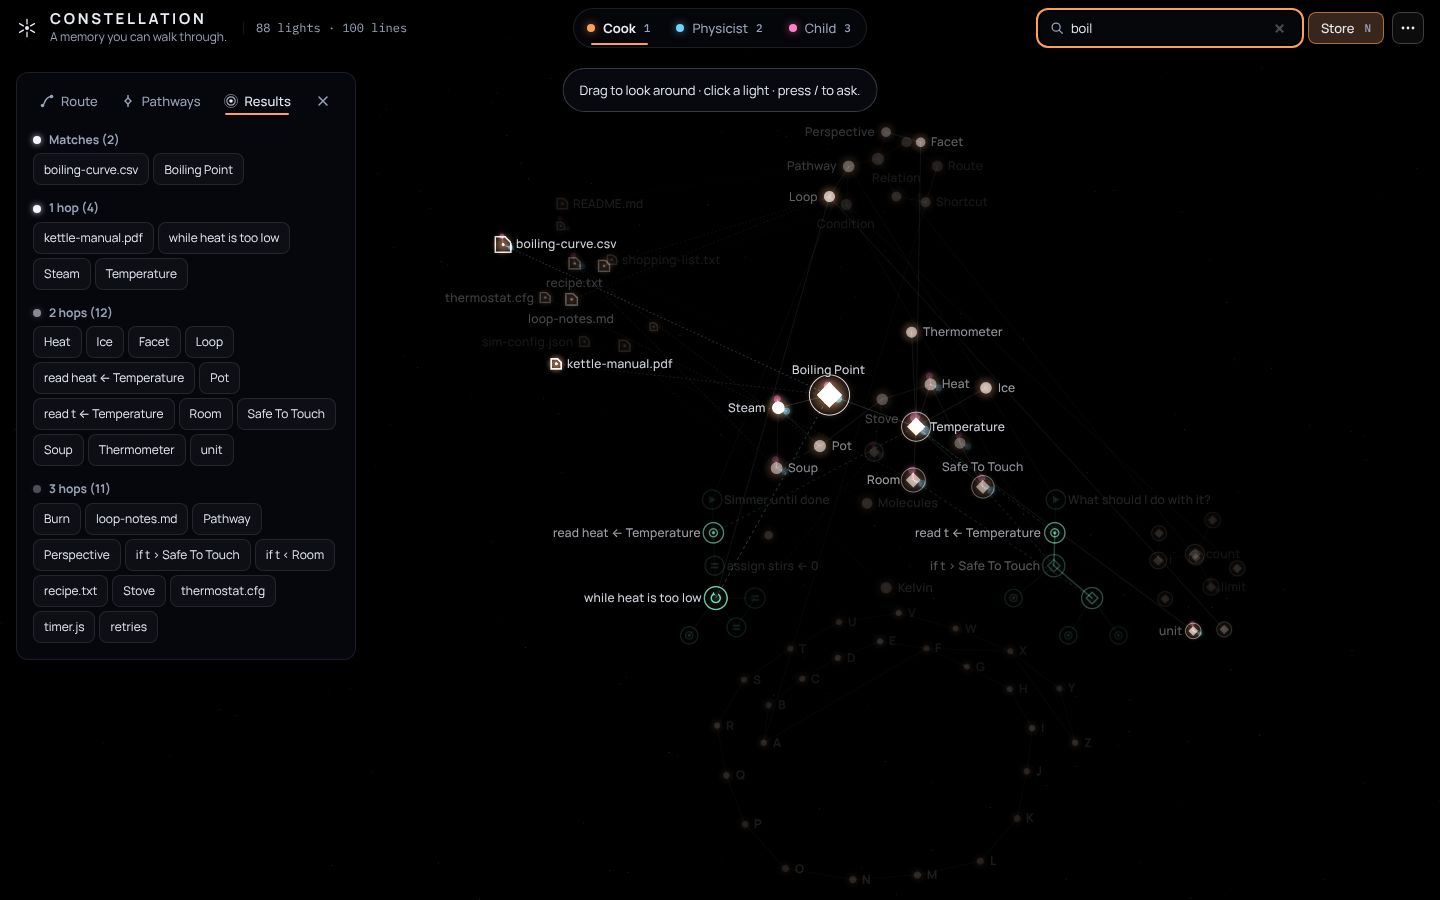 CONSTELLATION
A memory you can walk through.
88 lights · 100 lines
Cook 1
Physicist 2
Child 3
boil
Store N
Drag to look around · click a light · press / to ask.
Route
Pathways
Results
Matches (2)
boiling-curve.csv
Boiling Point
1 hop (4)
kettle-manual.pdf
while heat is too low
Steam
Temperature
2 hops (12)
Heat
Ice
Facet
Loop
read heat ← Temperature
Pot
read t ← Temperature
Room
Safe To Touch
Soup
Thermometer
unit
3 hops (11)
Burn
loop-notes.md
Pathway
Perspective
if t > Safe To Touch
if t < Room
recipe.txt
Stove
thermostat.cfg
timer.js
retries
Perspective
Facet
Pathway
Route
Relation
Loop
Shortcut
Condition
README.md
boiling-curve.csv
shopping-list.txt
recipe.txt
thermostat.cfg
loop-notes.md
sim-config.json
kettle-manual.pdf
Thermometer
Boiling Point
Heat
Ice
Steam
Stove
Temperature
Pot
Soup
Safe To Touch
Room
Molecules
Simmer until done
What should I do with it?
read heat ← Temperature
read t ← Temperature
assign stirs ← 0
if t > Safe To Touch
count
while heat is too low
Kelvin
limit
unit
V
U
W
T
E
F
X
D
G
S
C
H
Y
B
R
I
A
Z
Q
J
P
K
O
L
N
M